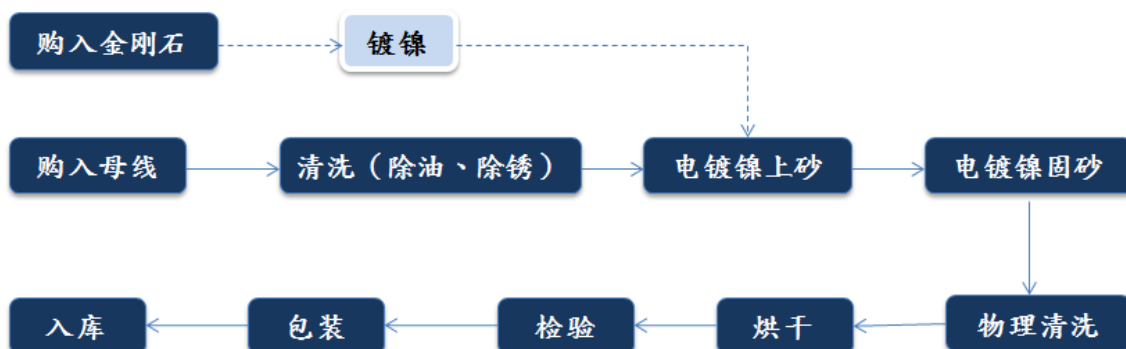 购入金刚石
镀镍
购入母线
清洗（除油、除锈）
电镀镍上砂
电镀镍固砂
入库
包装
检验
烘干
物理清洗